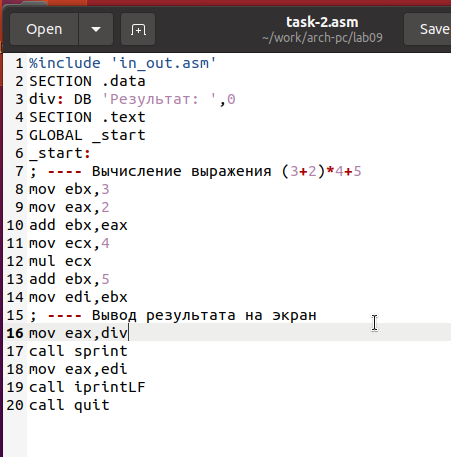 Open
task-2.asm
~/work/arch-pc/lab09
Save
1 %include 'in_out.asm'
2 SECTION .data
3 div: DB 'Результат: ',0
4 SECTION .text
5 GLOBAL _start
6 _start:
7 ; ---- Вычисление выражения (3+2)*4+5
8 mov ebx,3
9 mov eax,2
10 add ebx,eax
11 mov ecx,4
12 mul ecx
13 add ebx,5
14 mov edi,ebx
15 ; ---- Вывод результата на экран
16 mov eax,div
17 call sprint
18 mov eax,edi
19 call iprintLF
20 call quit